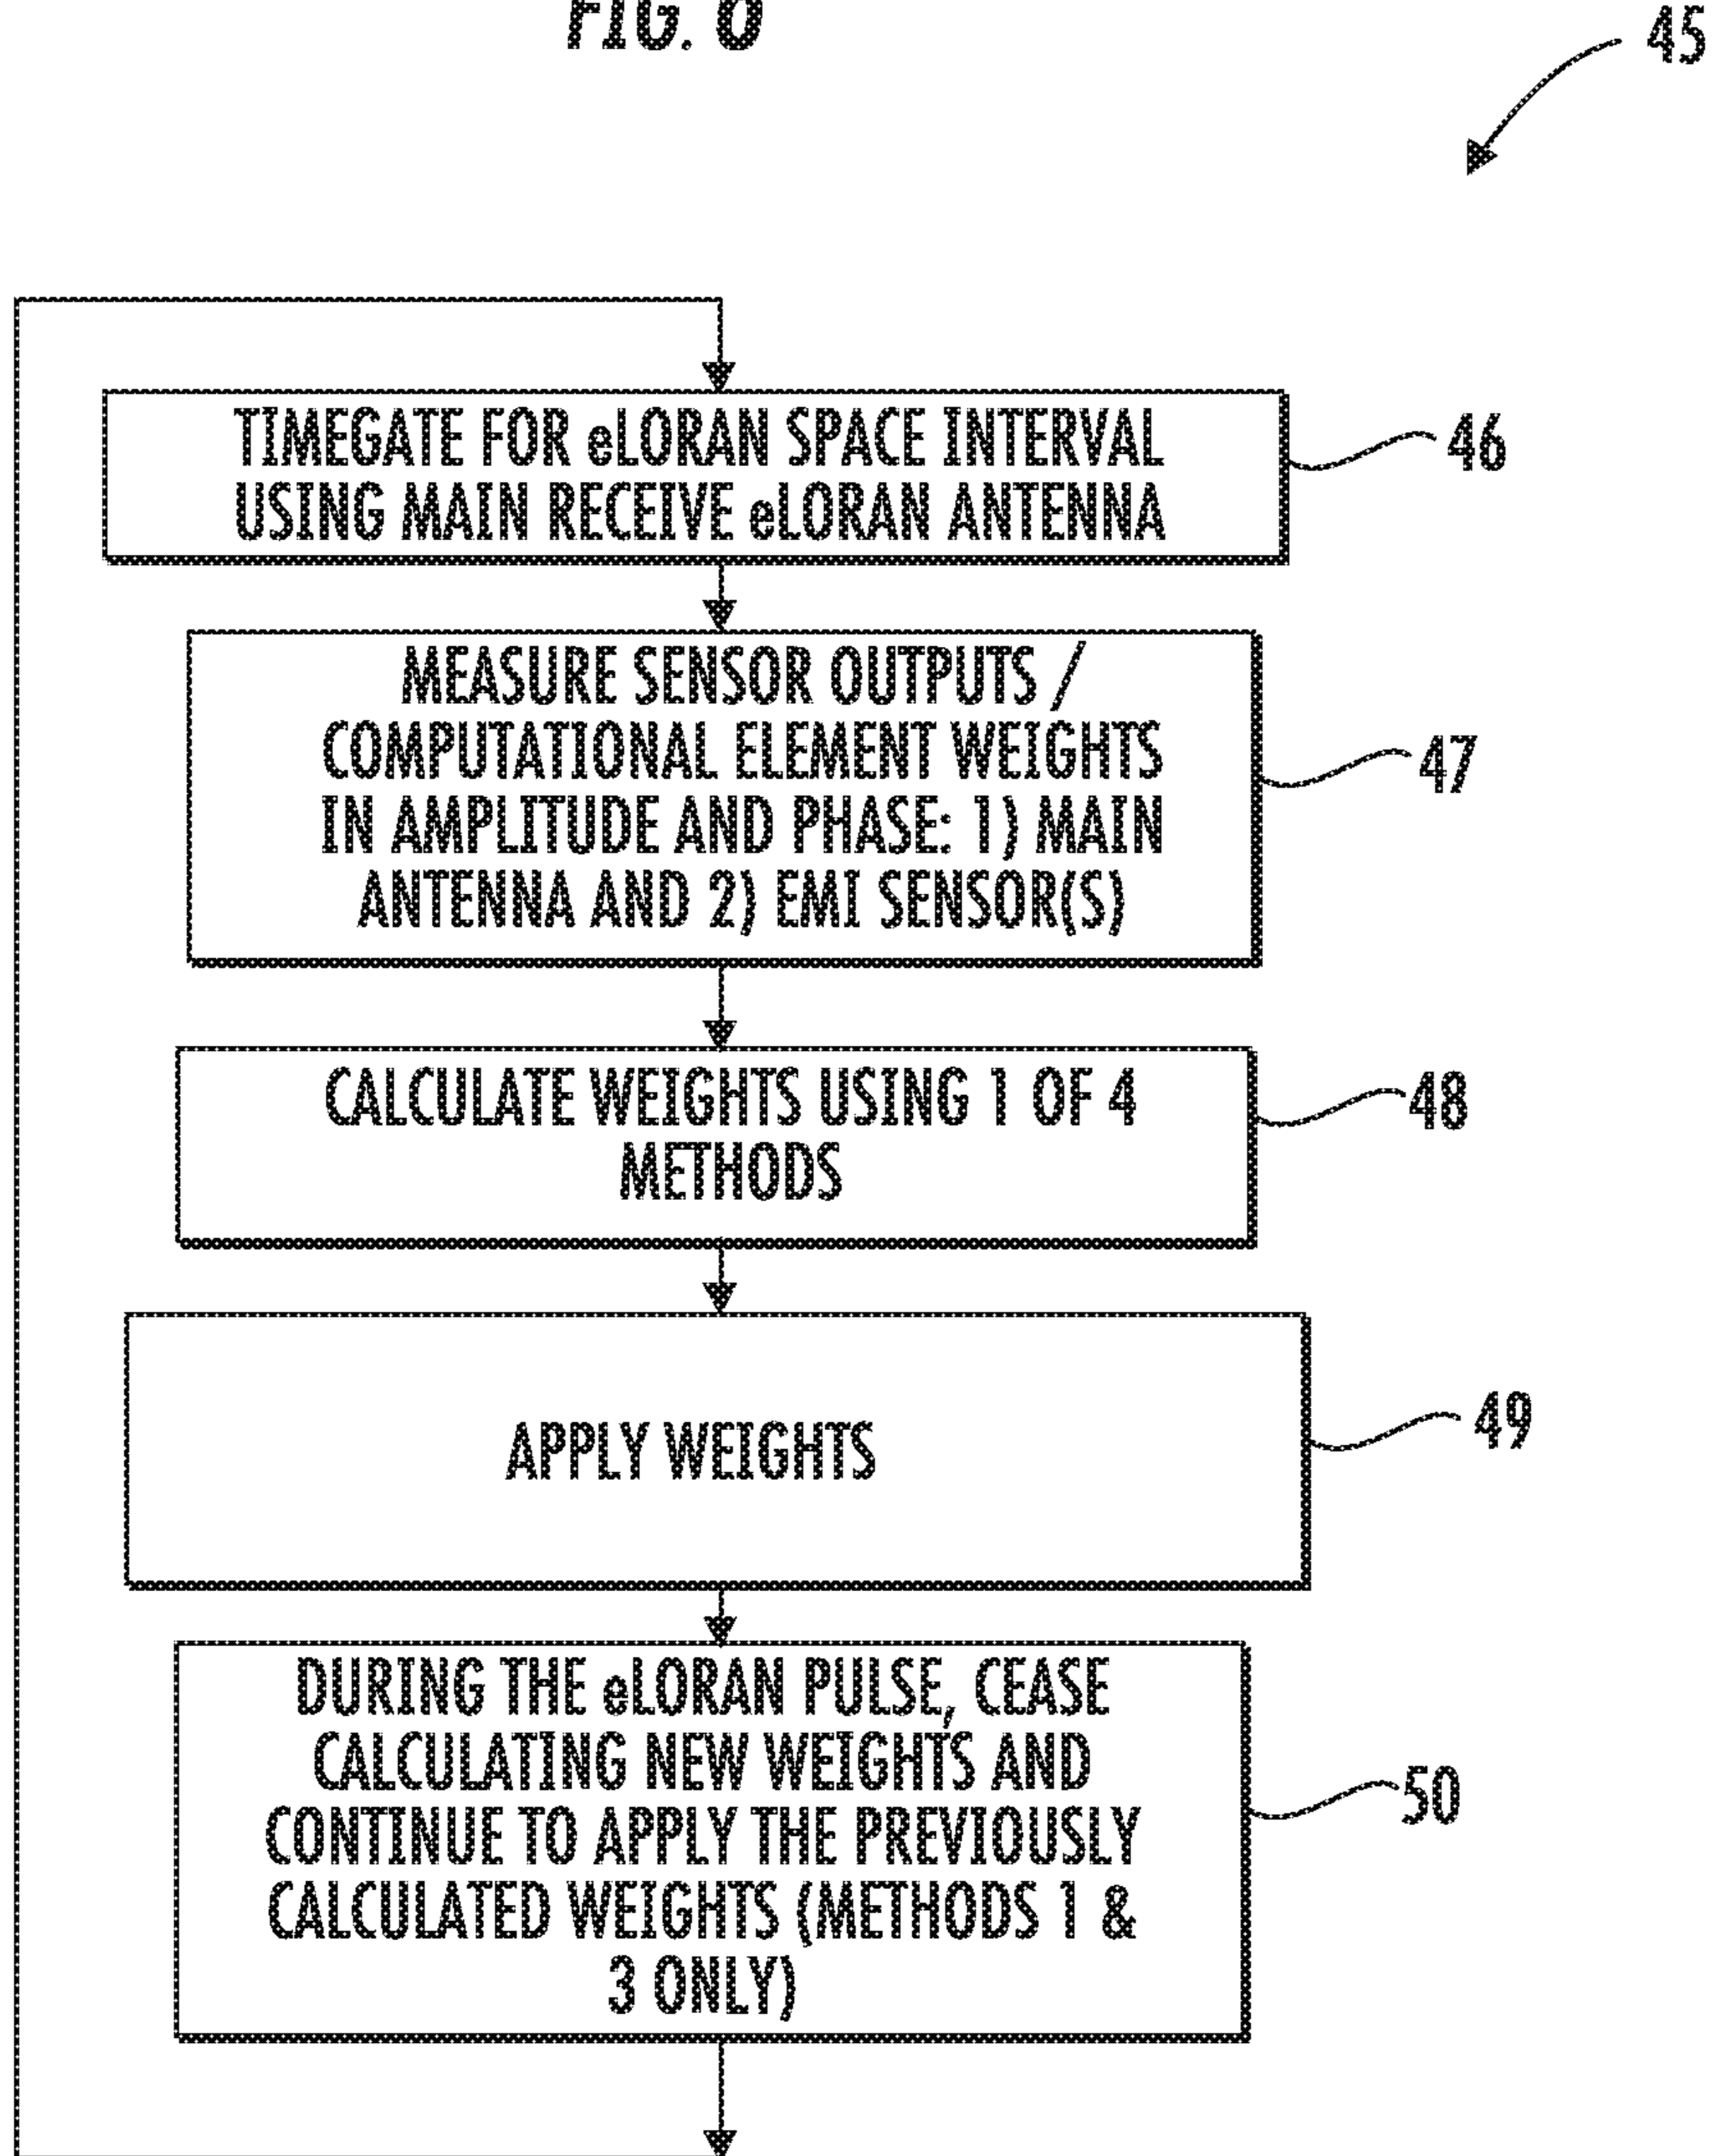 FIG.
45
TIMEGATE FOR eLORAN SPACE INTERVAL
USING MAIN RECEIVE eLORAN ANTENNA
46
MEASURE SENSOR OUTPUTS /
COMPUTATIONAL ELEMENT WEIGHTS
IN AMPLITUDE AND PHASE: 1) MAIN
ANTENNA AND 2) EMI SENSOR(S)
47
CALCULATE WEIGHTS USING 1 OF 4
METHODS
48
APPLY WEIGHTS
49
DURING THE eLORAN PULSE, CEASE
CALCULATING NEW WEIGHTS AND
CONTINUE TO APPLY THE PREVIOUSLY
CALCULATED WEIGHTS (METHODS 1 &
3 ONLY)
50